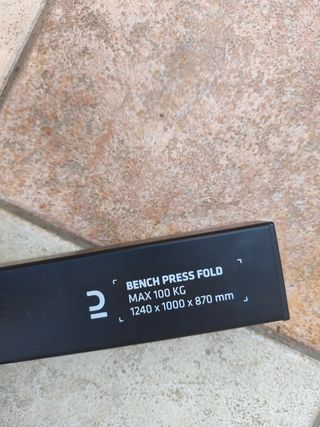 BENCH PRESS FOLD
MAX 100 KG
1240 x 1000 x 870 mm